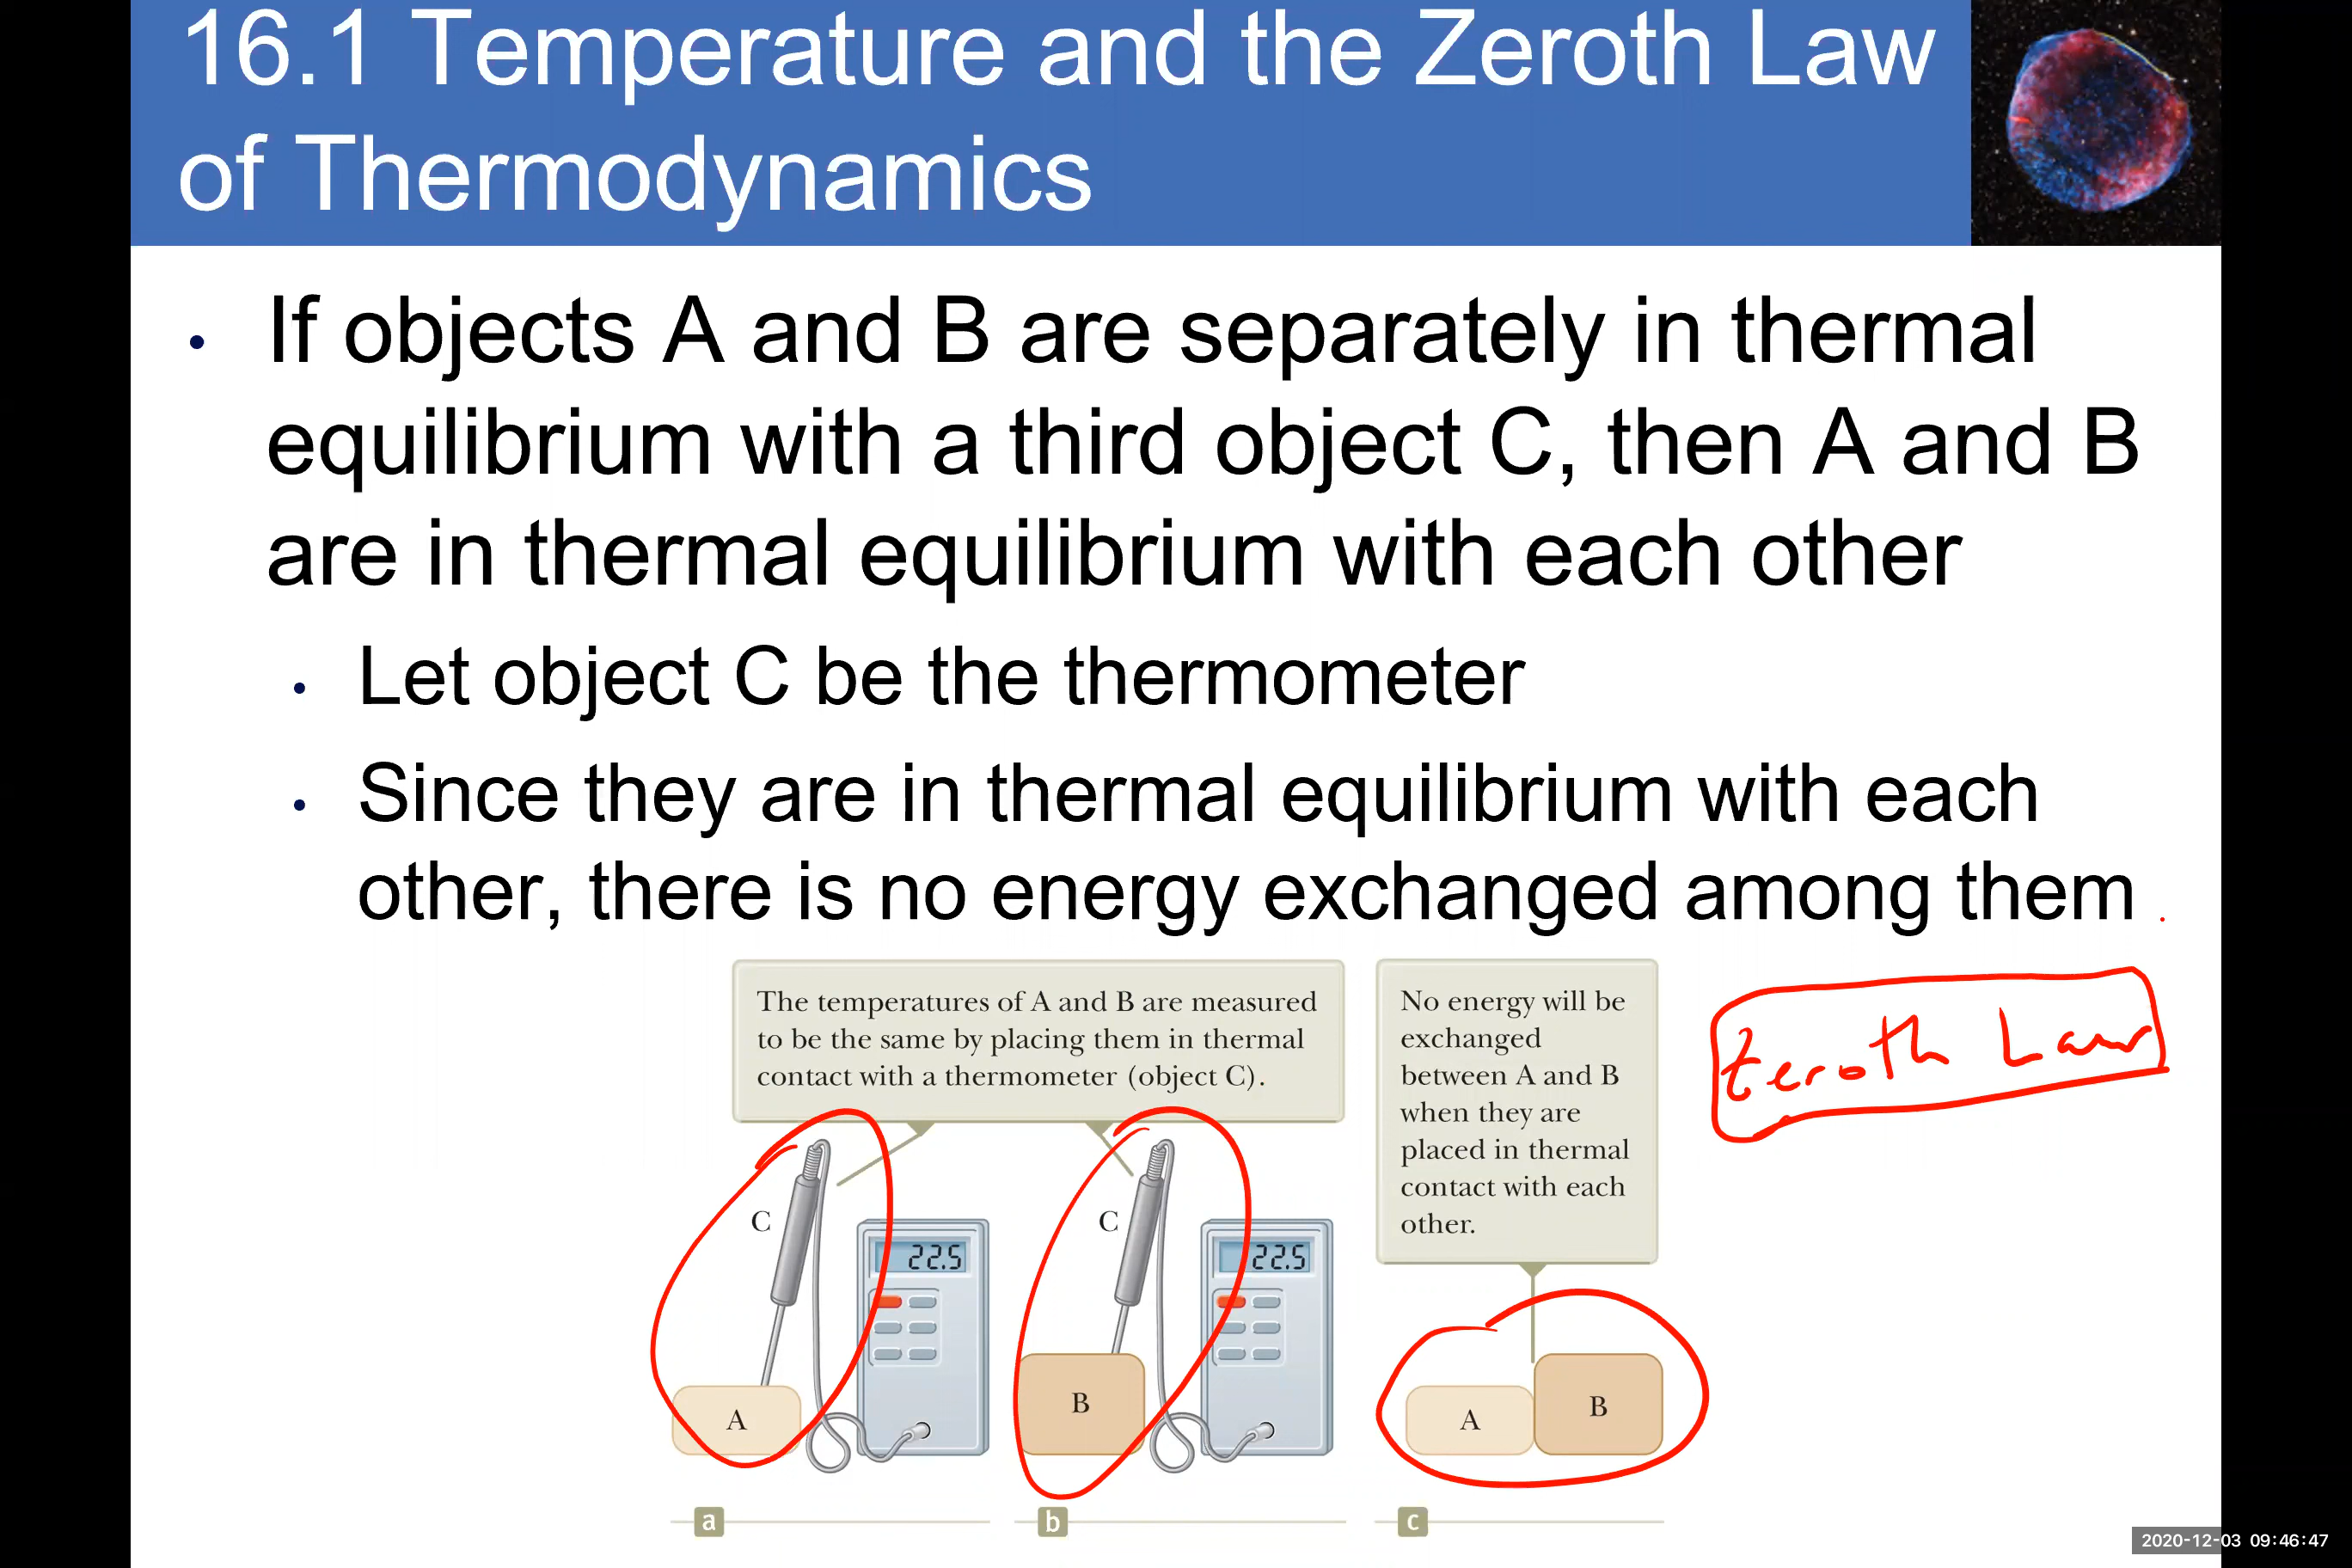 16.1 Temperature and the Zeroth Law
of Thermodynamics
• If objects A and B are separately in thermal
equilibrium with a third object C, then A and B
are in thermal equilibrium with each other
• Let object C be the thermometer
• Since they are in thermal equilibrium with each
other, there is no energy exchanged among them
The temperatures of A and B are measured
to be the same by placing them in thermal
contact with a thermometer (object C).
No energy will be
exchanged
between A and B
when they are
placed in thermal
contact with each
other.
Zeroth Law
C
22.5
A
C
22.5
B
A
B
a
b
c
2020-12-03 09:46:47